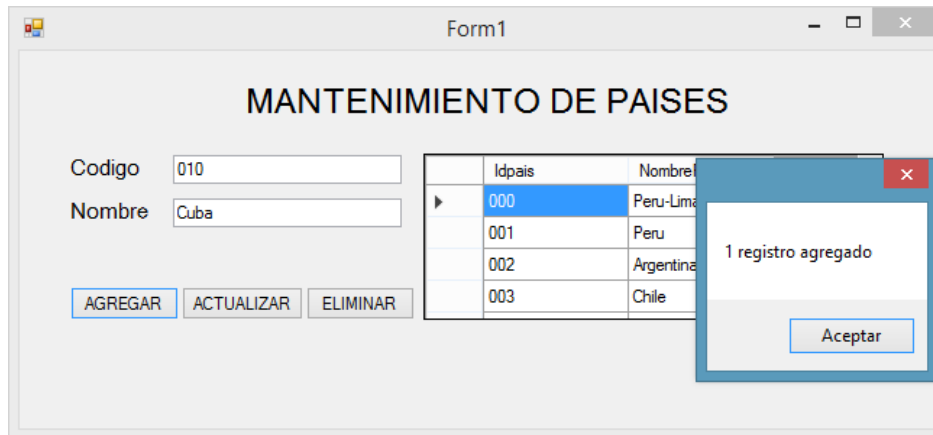 Form1
MANTENIMIENTO DE PAISES
Codigo 010
Nombre Cuba
AGREGAR ACTUALIZAR ELIMINAR
Idpais
000 Peru-Lima
001 Peru
002 Argentina
003 Chile
1 registro agregado
Aceptar